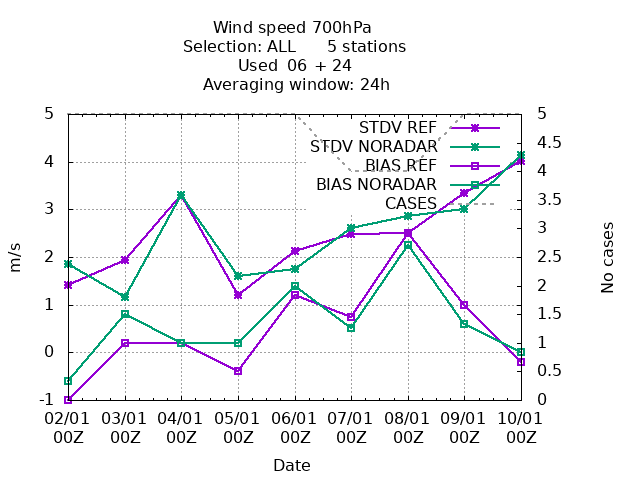 Wind speed 700hPa
Selection: ALL 5 stations
Used 06 + 24
Averaging window: 24h
STDV REF
STDV NORADAR
BIAS REF
BIAS NORADAR
CASES
m/s
5
4
3
2
1
0
-1
5
4.5
4
3.5
3
2.5
2
1.5
1
0.5
0
No cases
02/01 03/01 04/01 05/01 06/01 07/01 08/01 09/01 10/01
00Z 00Z 00Z 00Z 00Z 00Z 00Z 00Z 00Z
Date